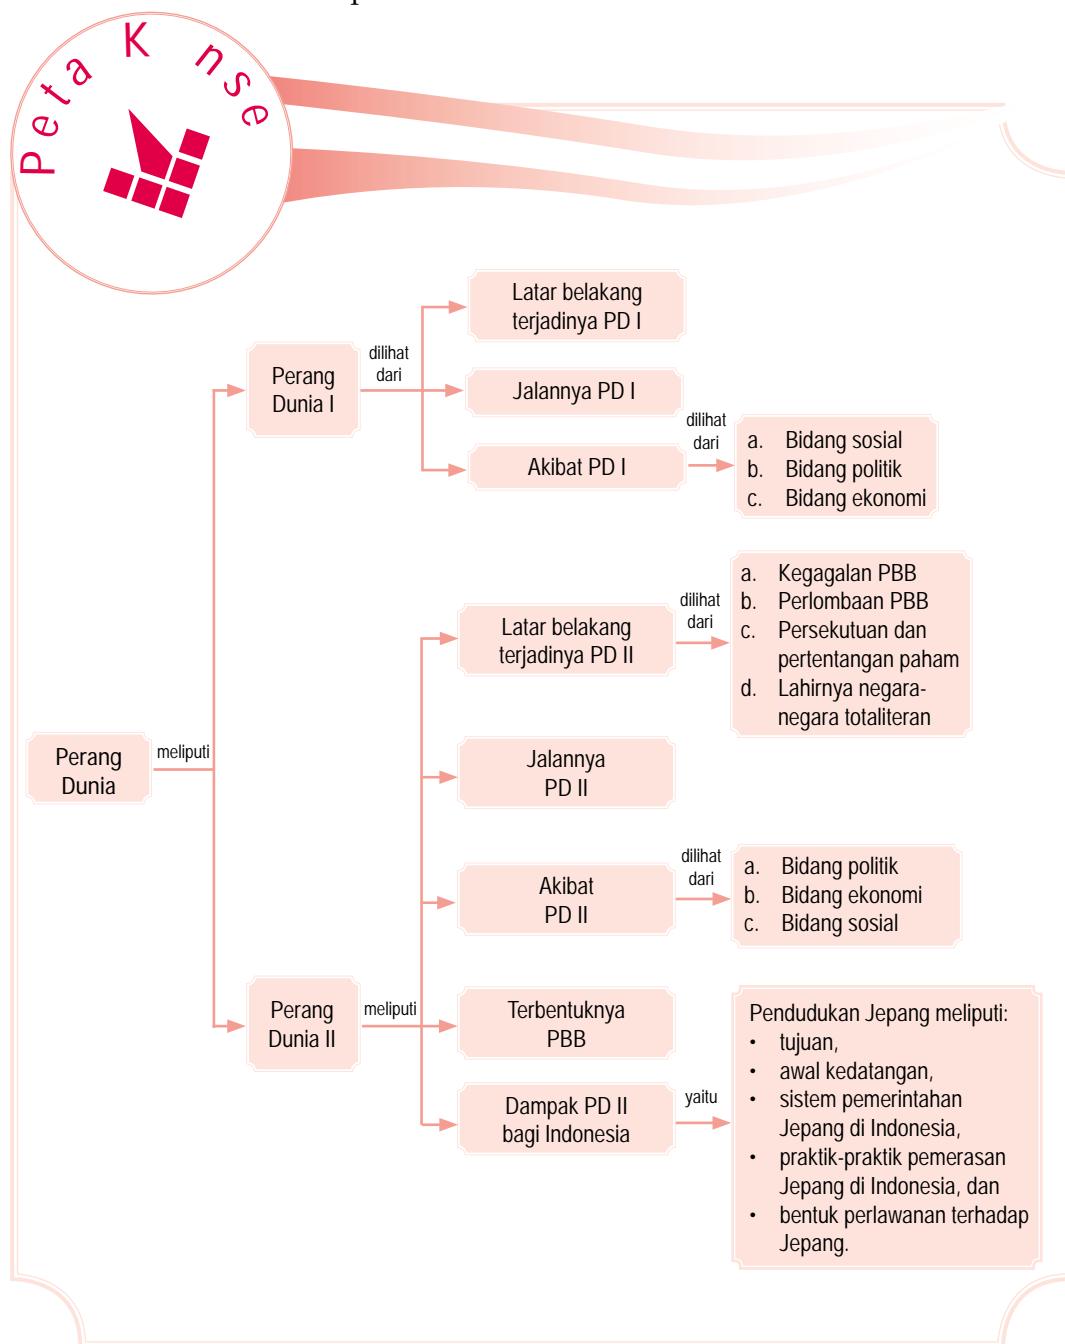 Peta K nse
Latar belakang
terjadinya PD I
dilihat
dari
Perang
Dunia I
Jalannya PD I
Akibat PD I
dilihat
dari
a. Bidang sosial
b. Bidang politik
c. Bidang ekonomi
Latar belakang
terjadinya PD II
dilihat
dari
a. Kegagalan PBB
b. Perlombaan PBB
c. Persekutuan dan
pertentangan paham
d. Lahirnya negara-
negara totaliteran
Perang
Dunia
meliputi
Jalannya
PD II
Akibat
PD II
dilihat
dari
a. Bidang politik
b. Bidang ekonomi
c. Bidang sosial
Perang
Dunia II
meliputi
Terbentuknya
PBB
Dampak PD II
bagi Indonesia
yaitu
Pendudukan Jepang meliputi:
• tujuan,
• awal kedatangan,
• sistem pemerintahan
Jepang di Indonesia,
• praktik-praktik pemerasan
Jepang di Indonesia, dan
• bentuk perlawanan terhadap
Jepang.